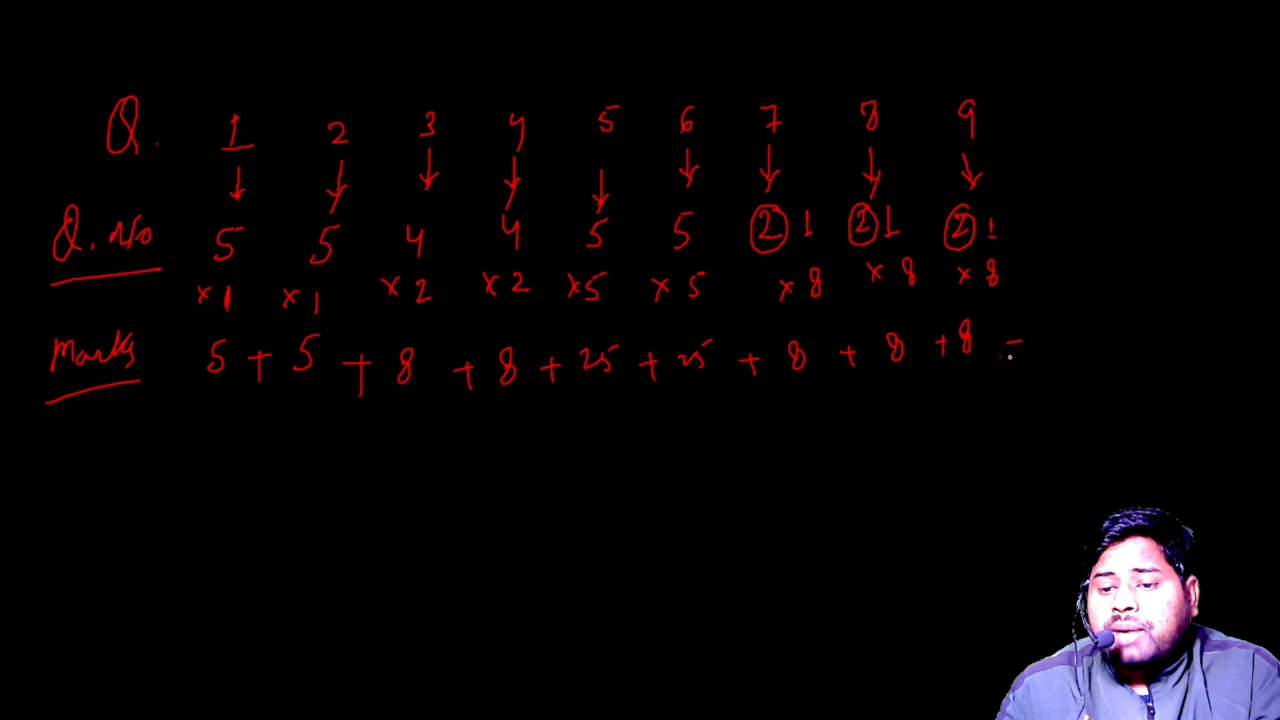 Q. 1 2 3 4 5 6 7 8 9
Q. No 5 5 4 4 5 5 2 1 2 1 2 1
×1 ×1 ×2 ×2 ×5 ×5 ×8 ×8 ×8
Marks 5 + 5 + 8 + 8 + 25 + 25 + 8 + 8 + 8 =